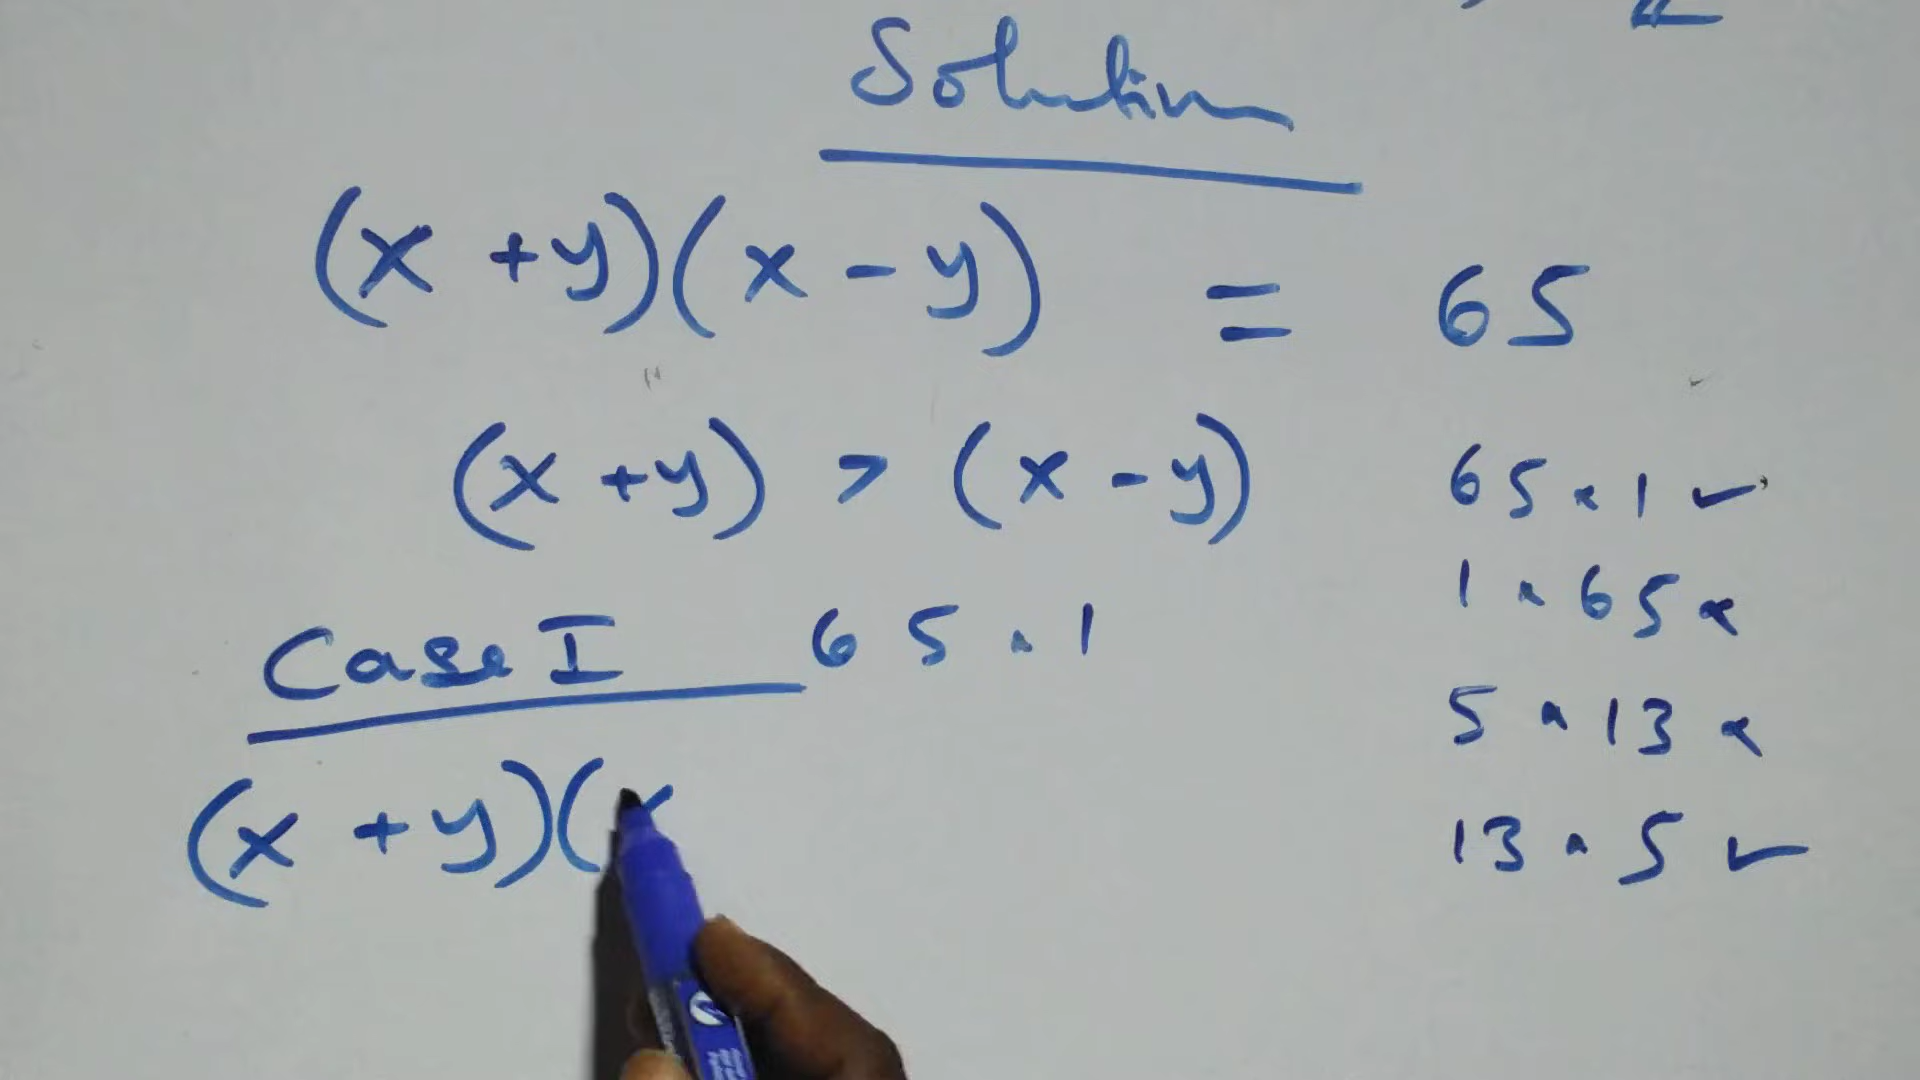 Solution
(x + y)(x - y) = 65
(x + y) > (x - y)
65 × 1 ✓
1 × 65 ×
5 × 13 ×
13 × 5 ✓
Case I 65 × 1
(x + y)(x